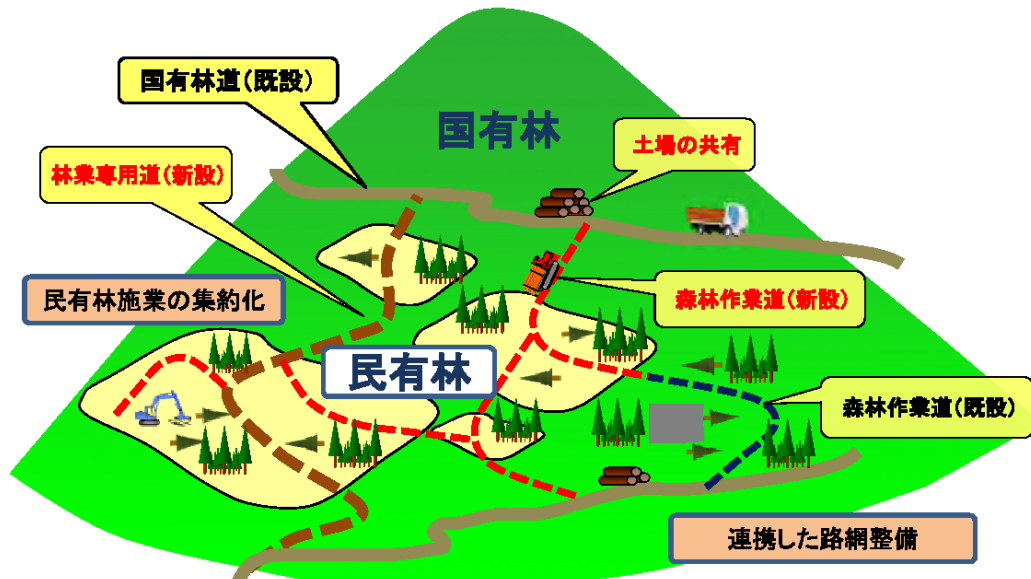 国有林道(既設)
国有林
土場の共有
林業専用道(新設)
民有林施業の集約化
森林作業道(新設)
民有林
森林作業道(既設)
連携した路網整備